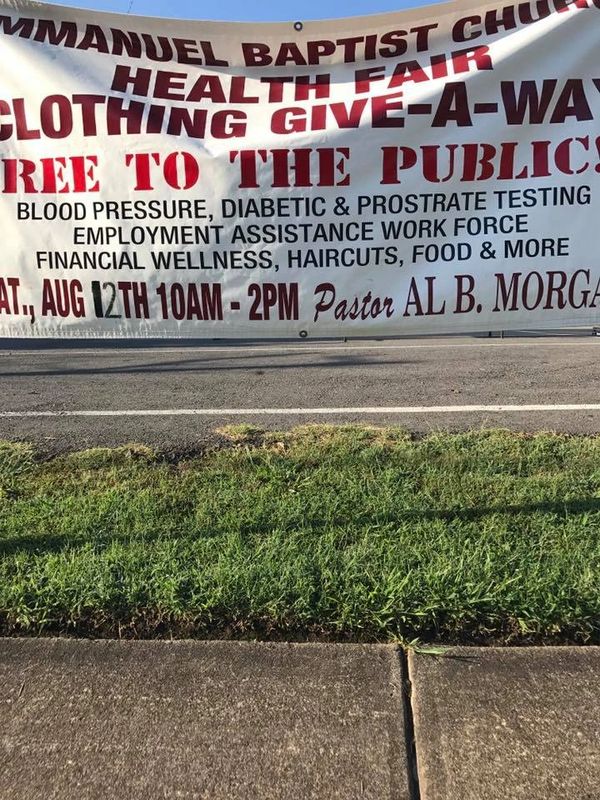 MMANUEL BAPTIST CHUR
HEALTH FAIR
CLOTHING GIVE-A-WAY
REE TO THE PUBLIC!
BLOOD PRESSURE, DIABETIC & PROSTRATE TESTING
EMPLOYMENT ASSISTANCE WORK FORCE
FINANCIAL WELLNESS, HAIRCUTS, FOOD & MORE
AT., AUG 12TH 10AM - 2PM Pastor AL B. MORGA